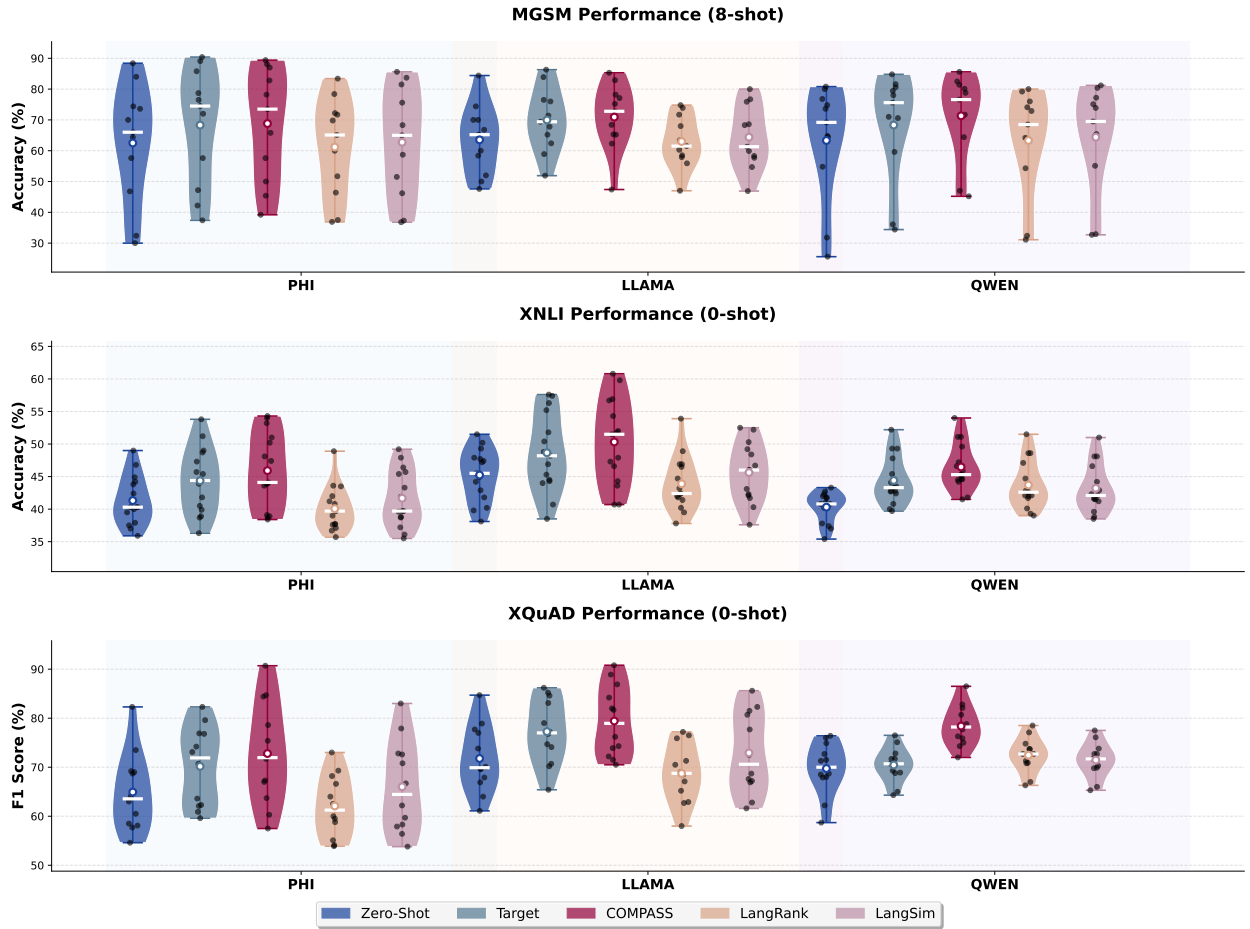 MGSM Performance (8-shot)
Accuracy (%)
90
80
70
60
50
40
30
PHI
LLAMA
QWEN
XNLI Performance (0-shot)
Accuracy (%)
65
60
55
50
45
40
35
PHI
LLAMA
QWEN
XQuAD Performance (0-shot)
F1 Score (%)
90
80
70
60
50
PHI
LLAMA
QWEN
Zero-Shot
Target
COMPASS
LangRank
LangSim